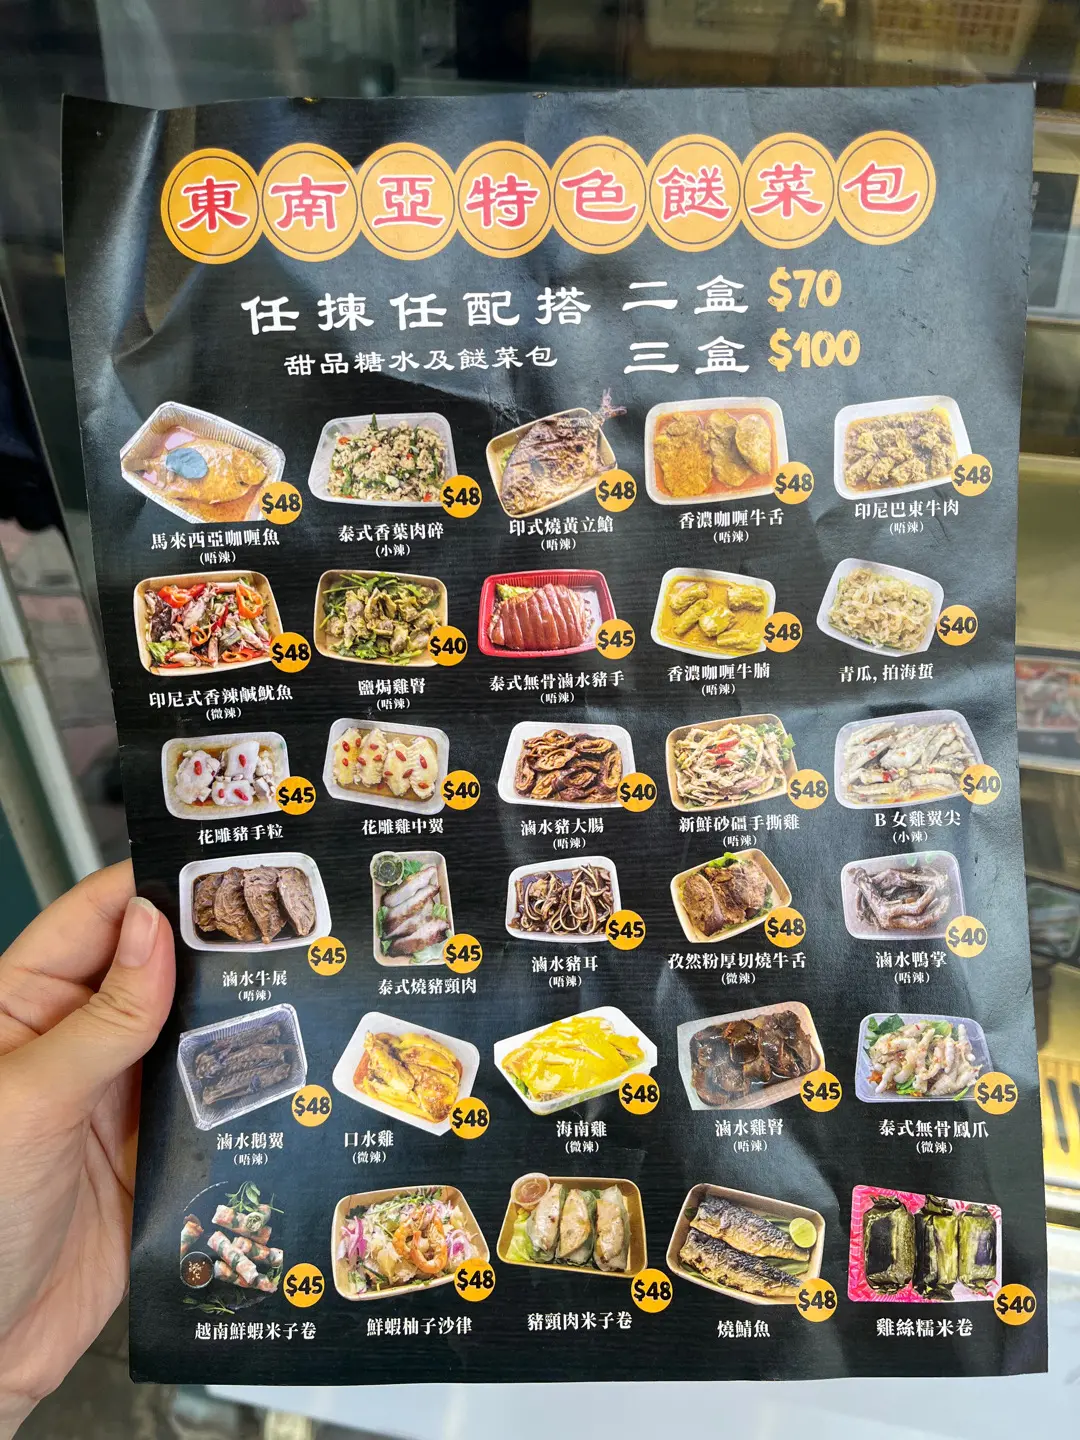 東南亞特色餸菜包
任揀任配搭 二盒 $70
甜品糖水及餸菜包 三盒 $100
$48 $48 $48 $48 $48
馬來西亞咖喱魚 泰式香葉肉碎 印式燒黃立鯧 香濃咖喱牛舌 印尼巴東牛肉
(唔辣) (小辣) (唔辣) (唔辣) (唔辣)
$48 $40 $45 $48 $40
印尼式香辣鹹魷魚 鹽焗雞腎 泰式無骨滷水豬手 香濃咖喱牛腩 青瓜,拍海蜇
(微辣) (唔辣) (唔辣) (唔辣)
$45 $40 $40 $48 $40
花雕豬手粒 花雕雞中翼 滷水豬大腸 新鮮砂礓手撕雞 B女雞翼尖
(唔辣) (唔辣) (小辣)
$45 $45 $45 $48 $40
滷水牛展 泰式燒豬頸肉 滷水豬耳 孜然粉厚切燒牛舌 滷水鴨掌
(唔辣) (唔辣) (微辣) (唔辣)
$48 $48 $48 $45 $45
滷水鵝翼 口水雞 海南雞 滷水雞腎 泰式無骨鳳爪
(唔辣) (微辣) (微辣) (唔辣) (微辣)
$45 $48 $48 $48 $40
越南鮮蝦米子卷 鮮蝦柚子沙律 豬頸肉米子卷 燒鯖魚 雞絲糯米卷